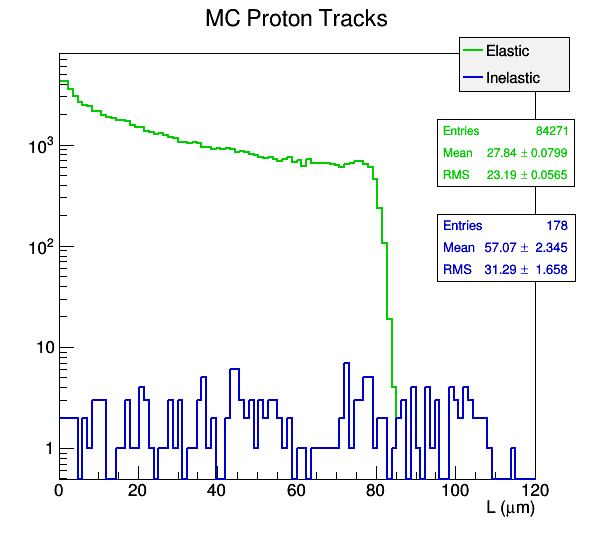 MC Proton Tracks
Elastic
Inelastic
Entries 84271
Mean 27.84 ± 0.0799
RMS 23.19 ± 0.0565
Entries 178
Mean 57.07 ± 2.345
RMS 31.29 ± 1.658
10³
10²
10
1
0 20 40 60 80 100 120
L (μm)